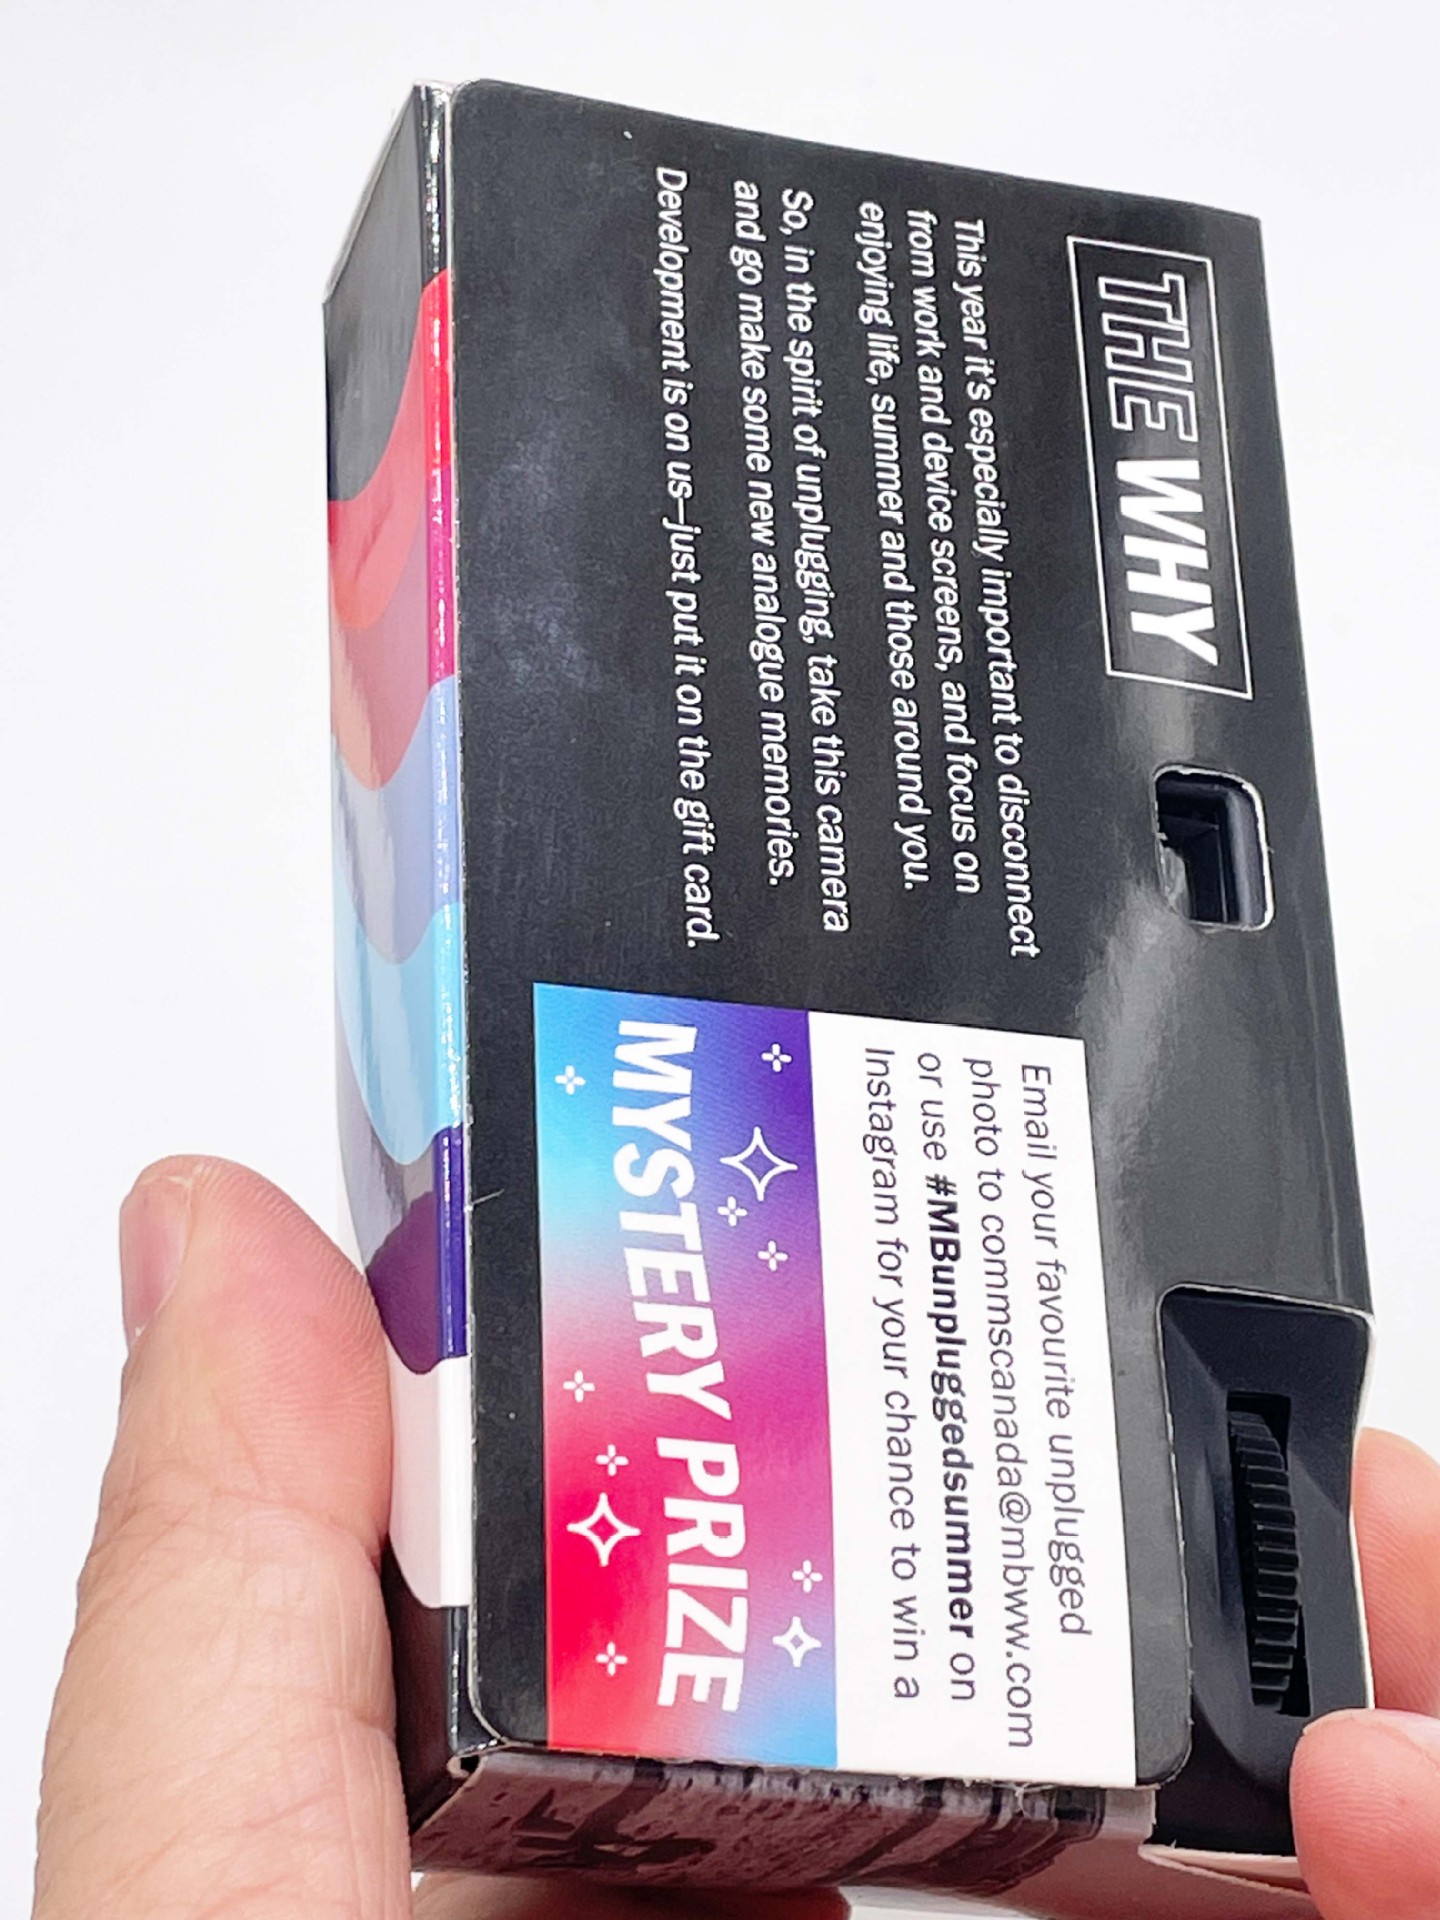 THE WHY
This year it's especially important to disconnect
from work and device screens, and focus on
enjoying life, summer and those around you.
So, in the spirit of unplugging, take this camera
and go make some new analogue memories.
Development is on us—just put it on the gift card.
Email your favourite unplugged
photo to commscanada@mbww.com
or use #MBunpluggedsummer on
Instagram for your chance to win a
MYSTERY PRIZE